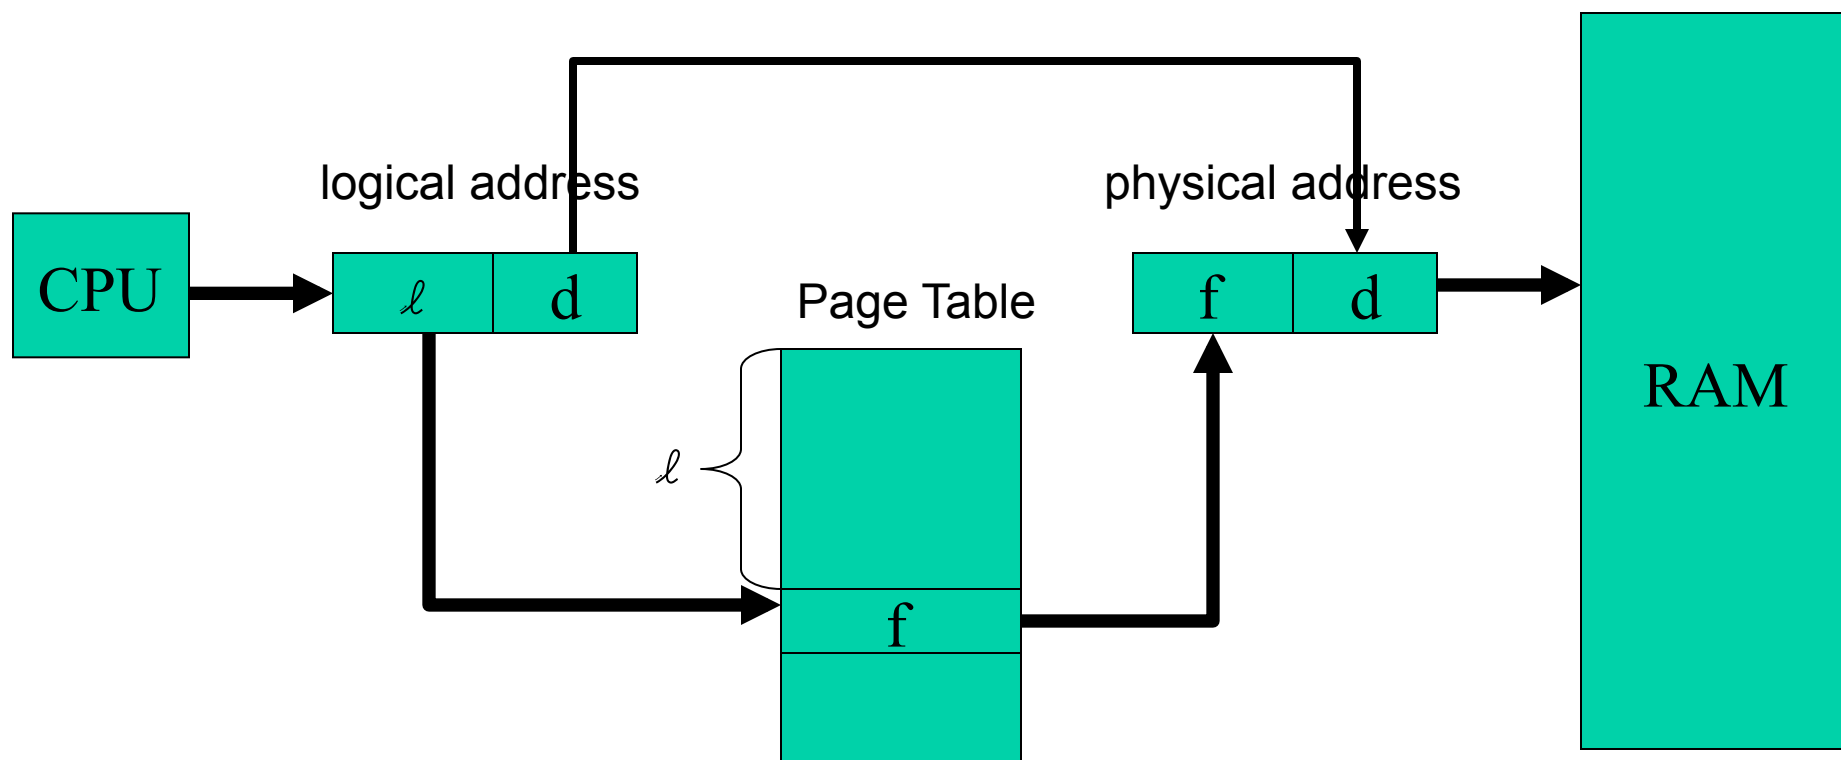 logical address
physical address
CPU
ℓ
d
Page Table
f
d
RAM
ℓ
f